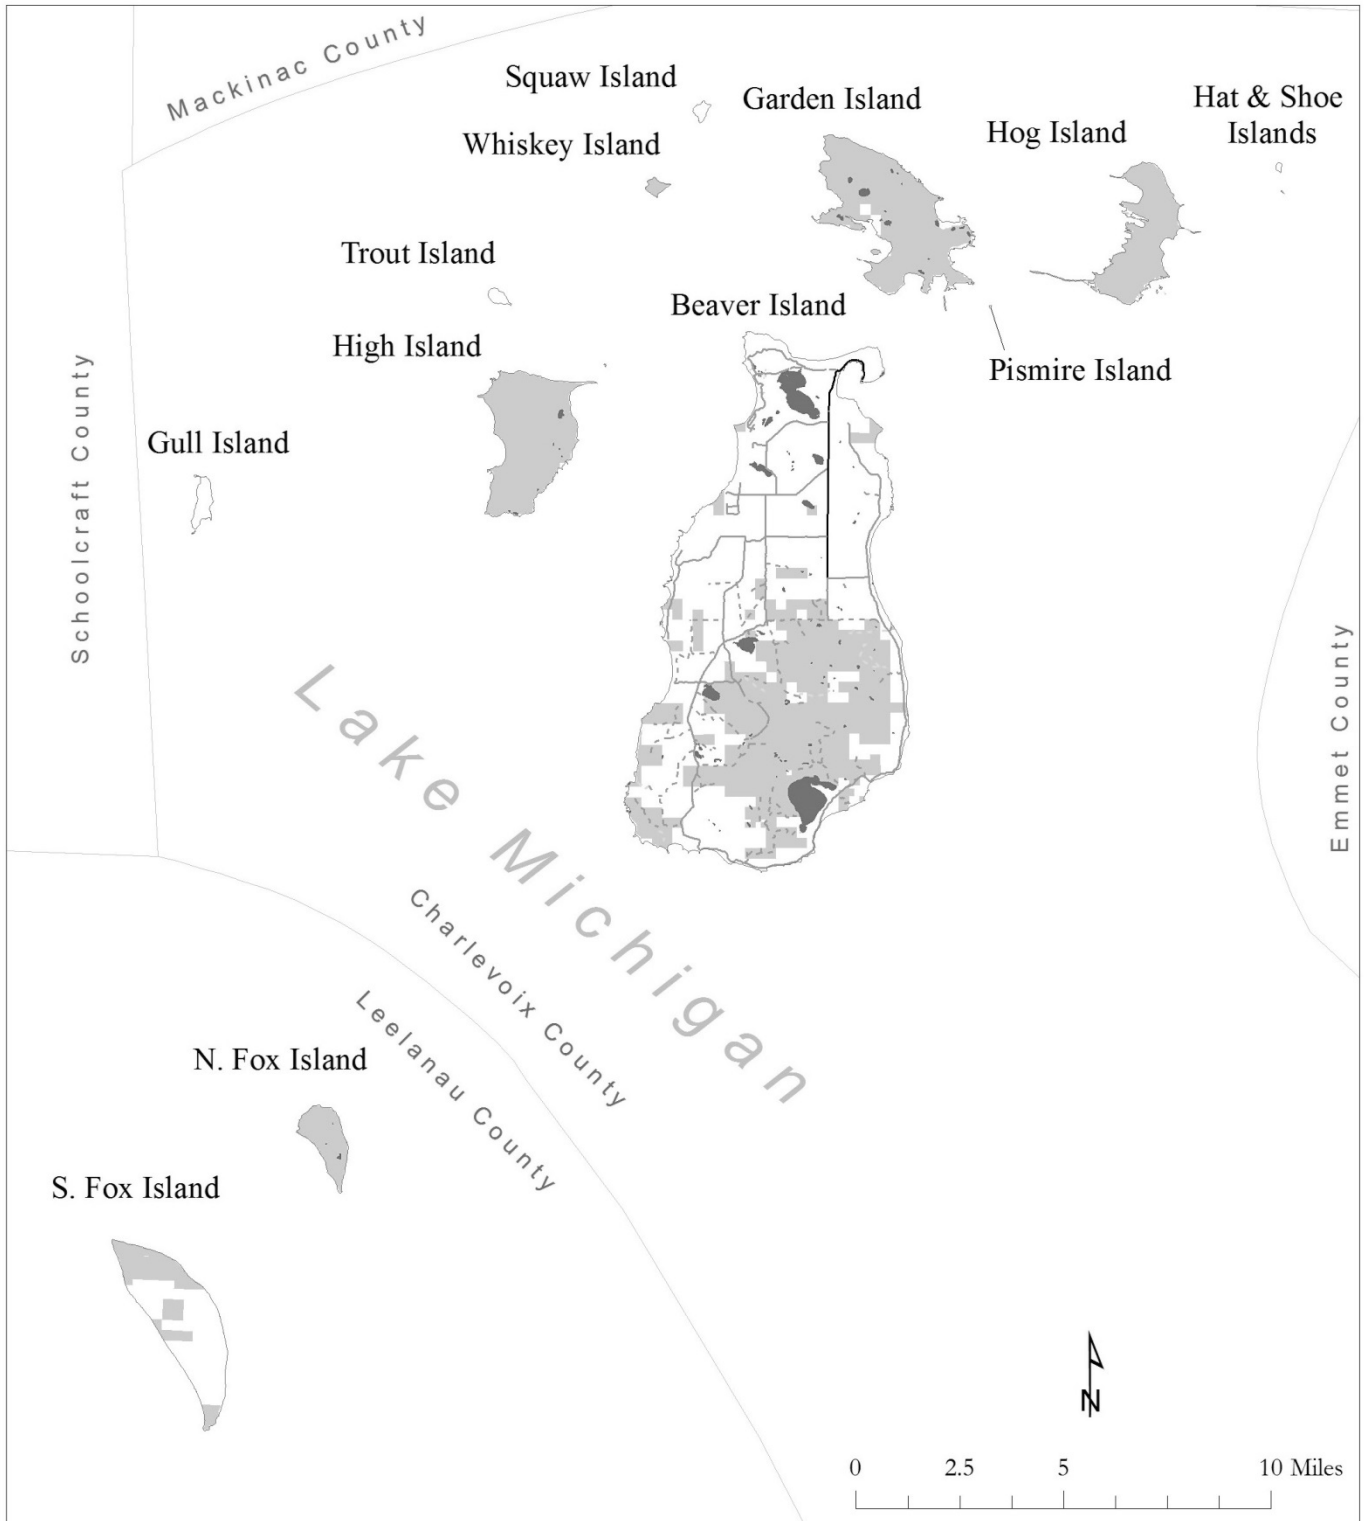 Mackinac County
Squaw Island
Garden Island
Hat & Shoe
Islands
Hog Island
Whiskey Island
Trout Island
Beaver Island
High Island
Pismire Island
Gull Island
Schoolcraft County
Emmet County
Lake Michigan
Charlevoix County
Leelanau County
N. Fox Island
S. Fox Island
N
0 2.5 5 10 Miles